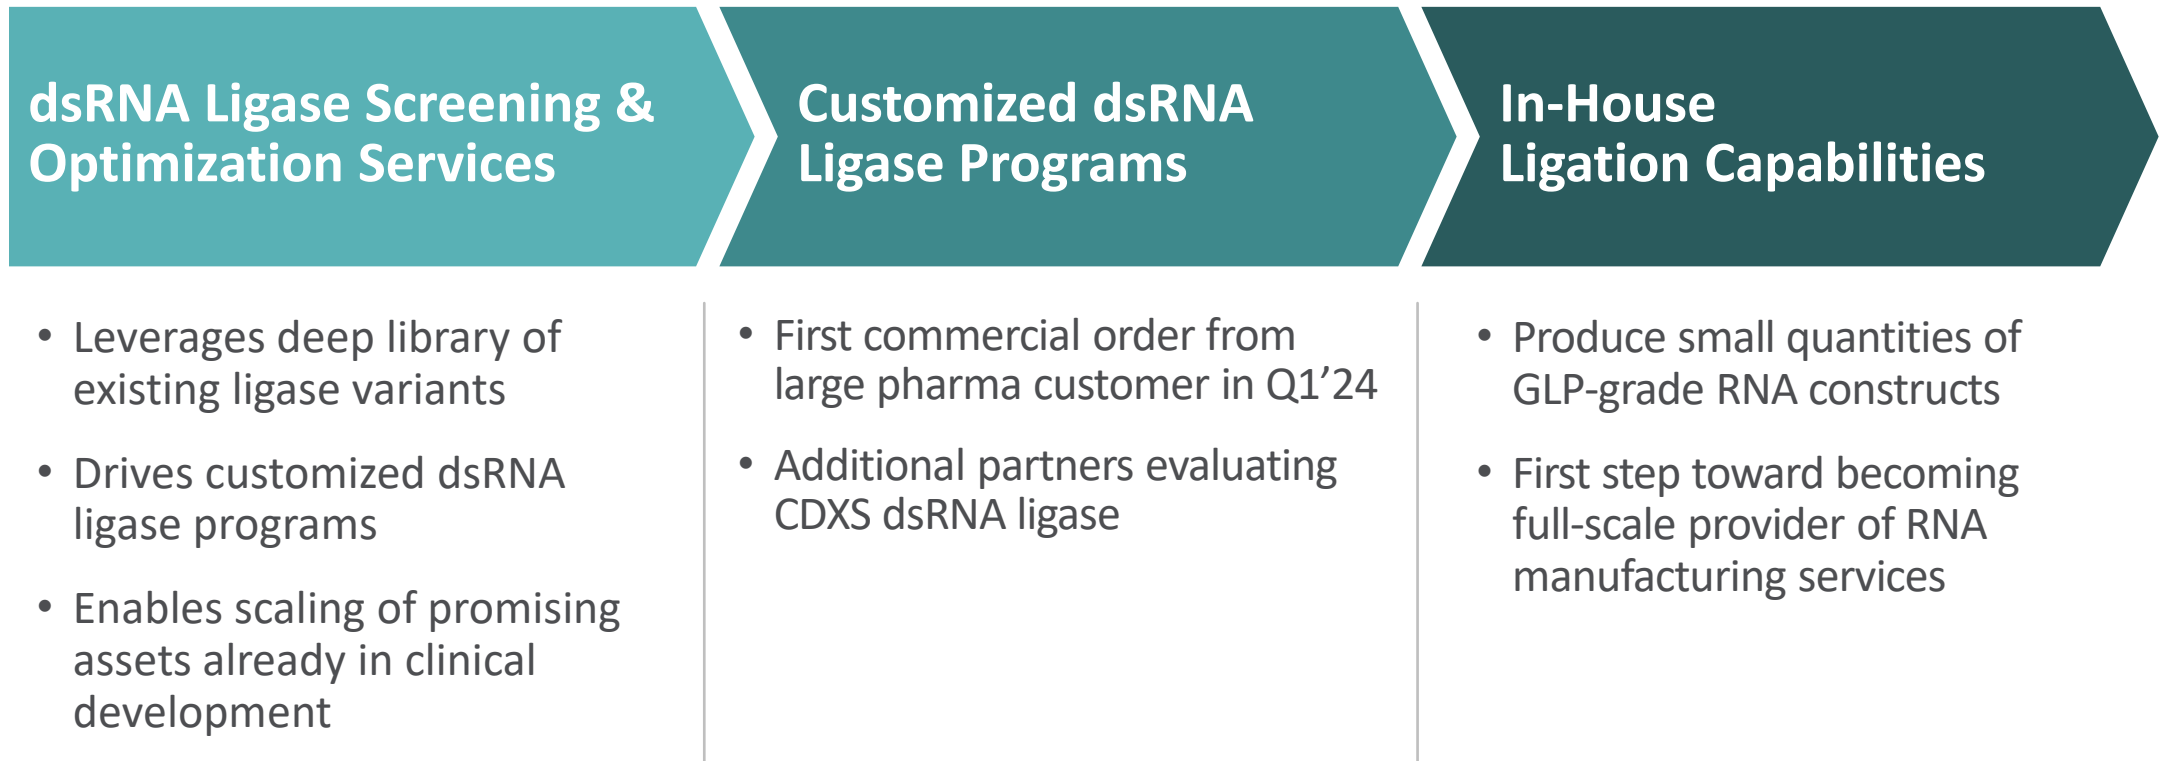 dsRNA Ligase Screening &
Optimization Services
Customized dsRNA
Ligase Programs
In-House
Ligation Capabilities
• Leverages deep library of
existing ligase variants
• Drives customized dsRNA
ligase programs
• Enables scaling of promising
assets already in clinical
development
• First commercial order from
large pharma customer in Q1’24
• Additional partners evaluating
CDXS dsRNA ligase
• Produce small quantities of
GLP-grade RNA constructs
• First step toward becoming
full-scale provider of RNA
manufacturing services